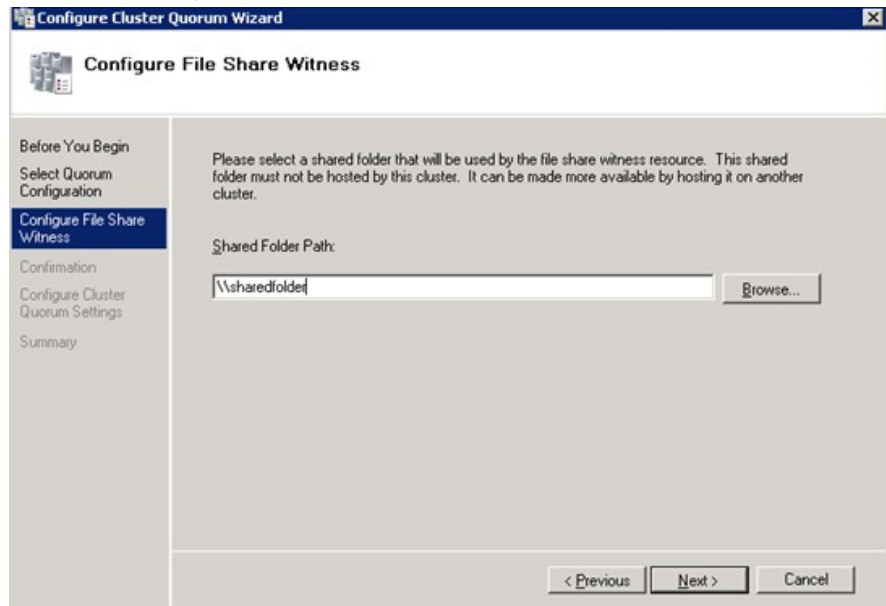 Configure Cluster Quorum Wizard
Configure File Share Witness
Before You Begin
Select Quorum
Configuration
Configure File Share
Witness
Confirmation
Configure Cluster
Quorum Settings
Summary
Please select a shared folder that will be used by the file share witness resource. This shared
folder must not be hosted by this cluster. It can be made more available by hosting it on another
cluster.
Shared Folder Path:
\\sharedfolder
Browse...
< Previous
Next >
Cancel